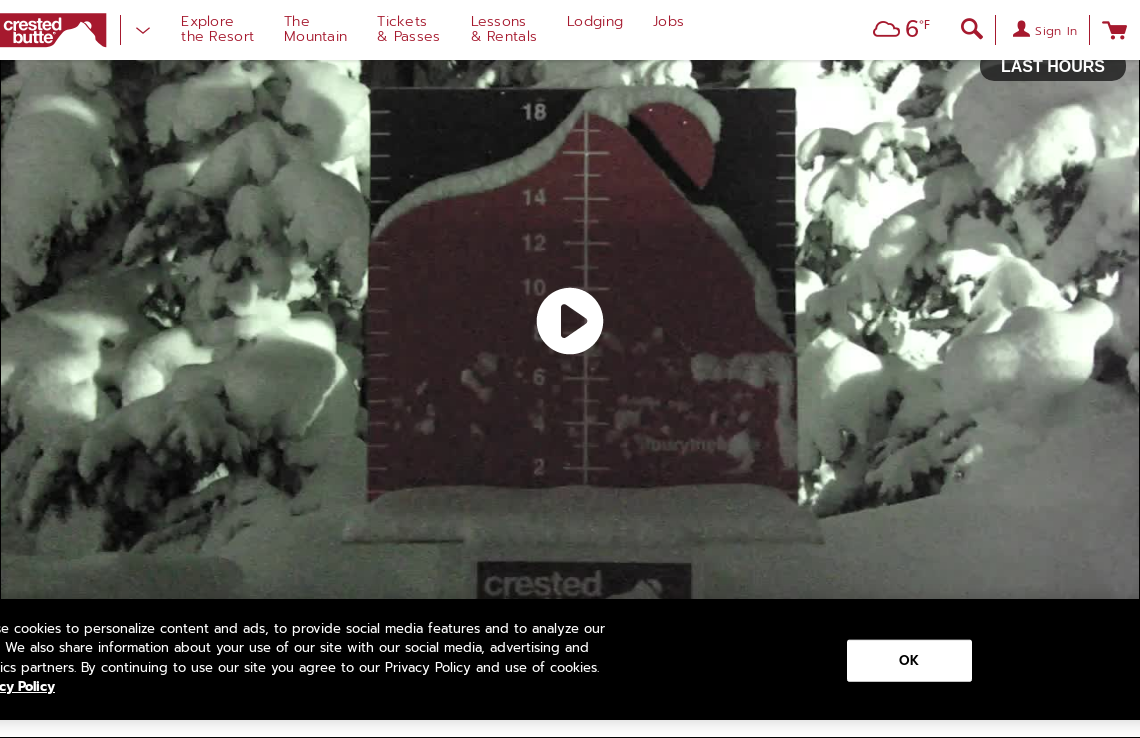 crested
butte
Explore
the Resort
The
Mountain
Tickets
& Passes
Lessons
& Rentals
Lodging
Jobs
6°F
Sign In
LAST HOURS
18
14
12
10
6
4
2
crested
se cookies to personalize content and ads, to provide social media features and to analyze our
We also share information about your use of our site with our social media, advertising and
ics partners. By continuing to use our site you agree to our Privacy Policy and use of cookies.
cy Policy
OK